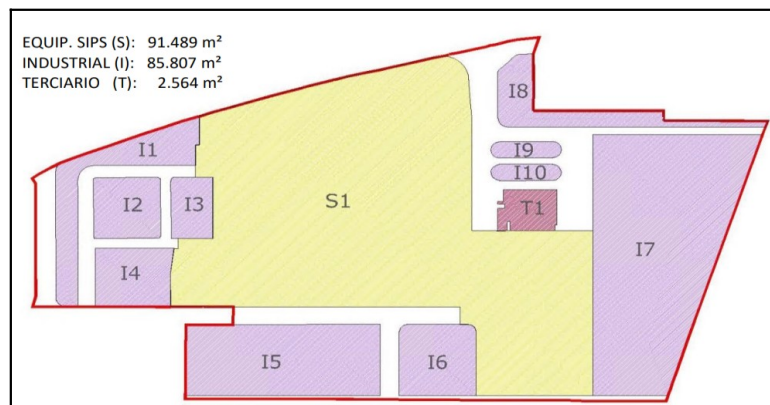 EQUIP. SIPS (S): 91.489 m²
INDUSTRIAL (I): 85.807 m²
TERCIARIO (T): 2.564 m²
I8
I1
I9
I10
I2
I3
S1
T1
I7
I4
I5
I6